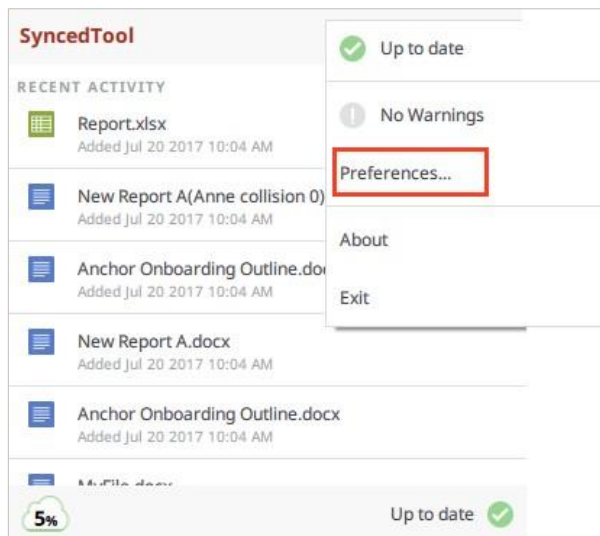 SyncedTool
RECENT ACTIVITY
Report.xlsx
Added Jul 20 2017 10:04 AM
New Report A(Anne collision 0)
Added Jul 20 2017 10:04 AM
Anchor Onboarding Outline.do
Added Jul 20 2017 10:04 AM
New Report A.docx
Added Jul 20 2017 10:04 AM
Anchor Onboarding Outline.docx
Added Jul 20 2017 10:04 AM
MyFile.docx
5%
Up to date
Up to date
No Warnings
Preferences...
About
Exit